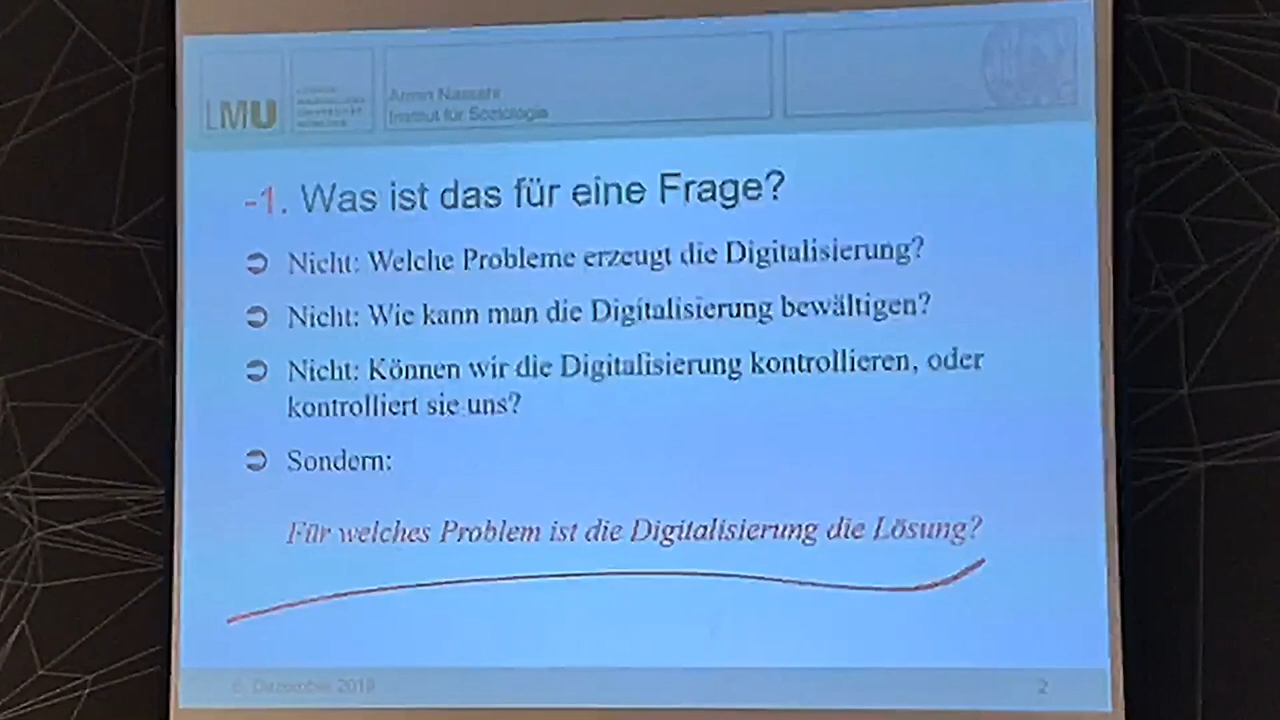 LMU
Armin Nassehi
Institut für Soziologie
-1. Was ist das für eine Frage?
Nicht: Welche Probleme erzeugt die Digitalisierung?
Nicht: Wie kann man die Digitalisierung bewältigen?
Nicht: Können wir die Digitalisierung kontrollieren, oder
kontrolliert sie uns?
Sondern:
Für welches Problem ist die Digitalisierung die Lösung?
Dezember 2019
2